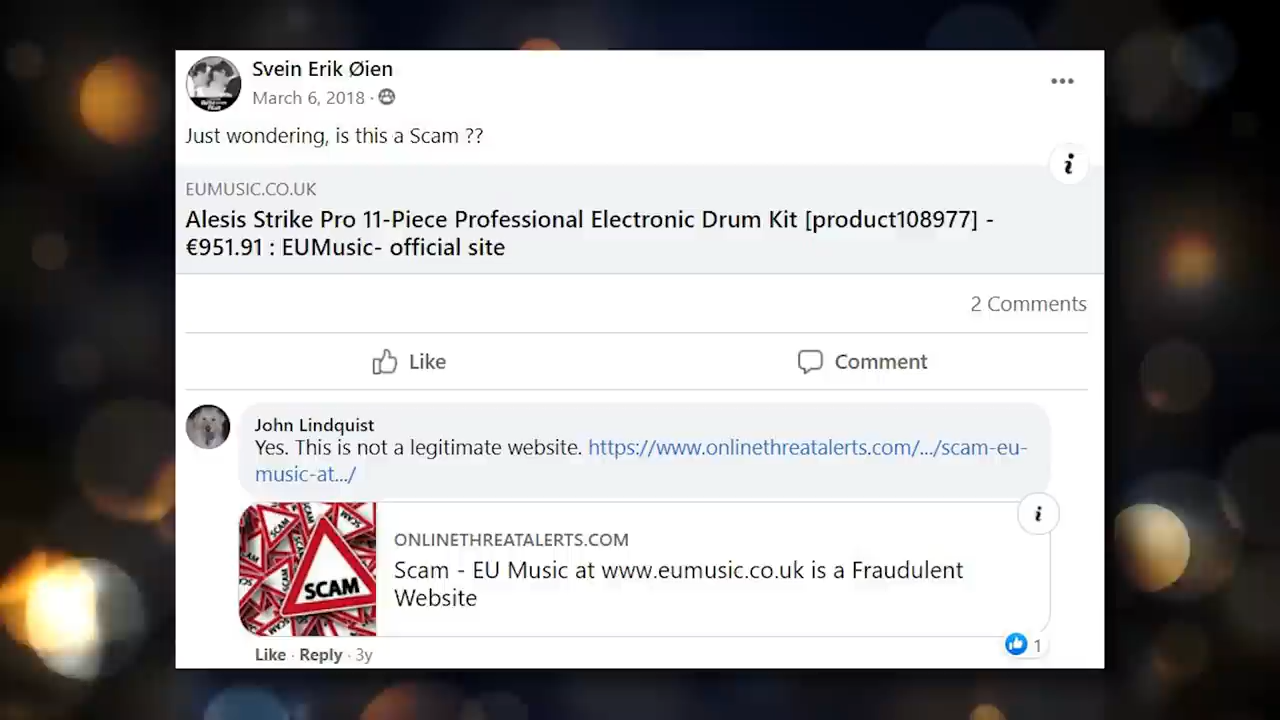 Svein Erik Øien
March 6, 2018 ·
Just wondering, is this a Scam ??
EUMUSIC.CO.UK
Alesis Strike Pro 11-Piece Professional Electronic Drum Kit [product108977] -
€951.91 : EUMusic- official site
2 Comments
Like
Comment
John Lindquist
Yes. This is not a legitimate website. https://www.onlinethreatalerts.com/.../scam-eu-
music-at.../
SCAM
ONLINETHREATALERTS.COM
Scam - EU Music at www.eumusic.co.uk is a Fraudulent
Website
Like · Reply · 3y
1